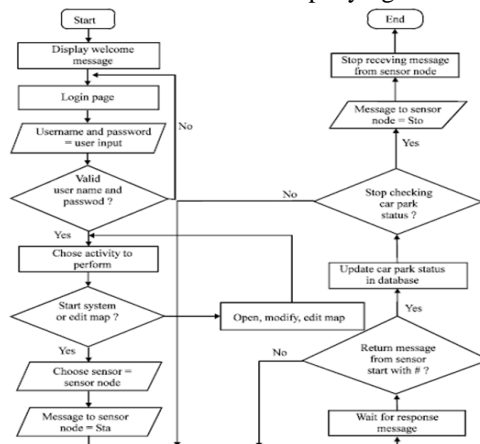 Start
Display welcome
message
Login page
Username and password
= user input
No
Valid
user name and
passwod ?
Yes
Chose activity to
perform
Start system
or edit map ?
Open, modify, edit map
Yes
Choose sensor =
sensor node
Message to sensor
node = Sta
End
Stop receving message
from sensor node
Message to sensor
node = Sto
Yes
No
Stop checking
car park
status ?
Update car park status
in database
Yes
No
Return message
from sensor
start with # ?
Wait for response
message